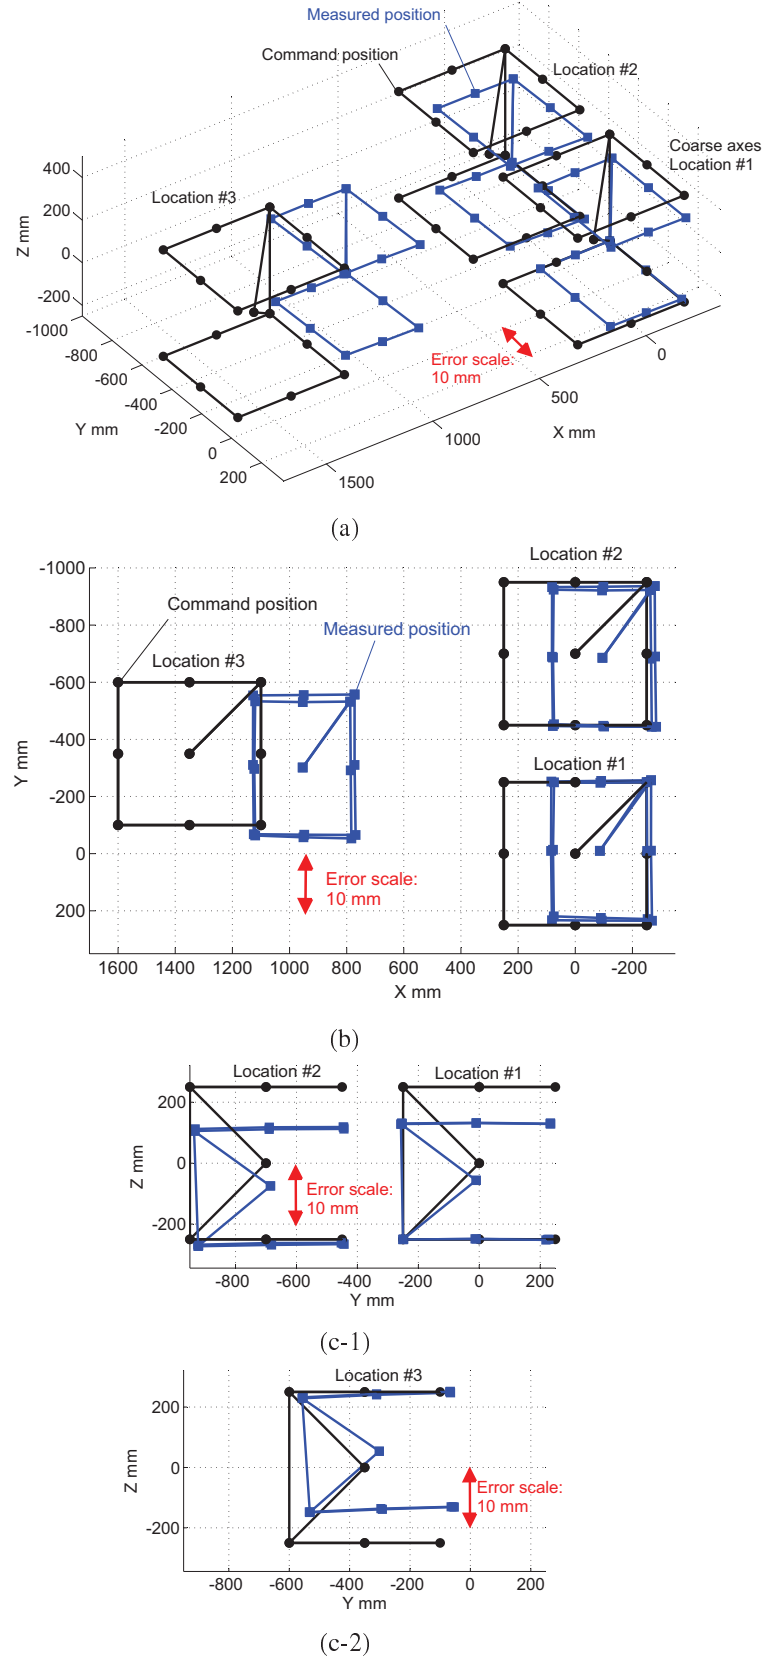 Measured position
Command position
Location #2
Coarse axes
Location #1
Location #3
400
200
0
-200
Z mm
-1000
-800
-600
-400
-200
0
200
Y mm
0
500
1000
1500
X mm
Error scale:
10 mm
(a)
Location #2
Command position
Measured position
Location #3
Location #1
-1000
-800
-600
-400
-200
0
200
Y mm
Error scale:
10 mm
1600 1400 1200 1000 800 600 400 200 0 -200
X mm
(b)
Location #2 Location #1
200
0
-200
Z mm
Error scale:
10 mm
-800 -600 -400 -200 0 200
Y mm
(c-1)
Location #3
200
0
-200
Z mm
Error scale:
10 mm
-800 -600 -400 -200 0 200
Y mm
(c-2)